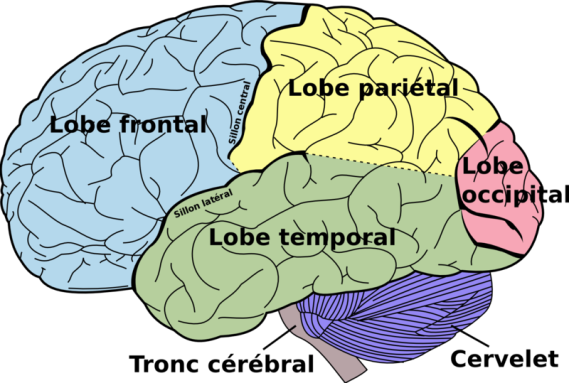 Lobe frontal
Sillon central
Lobe pariétal
Lobe
occipital
Sillon latéral
Lobe temporal
Tronc cérébral
Cervelet